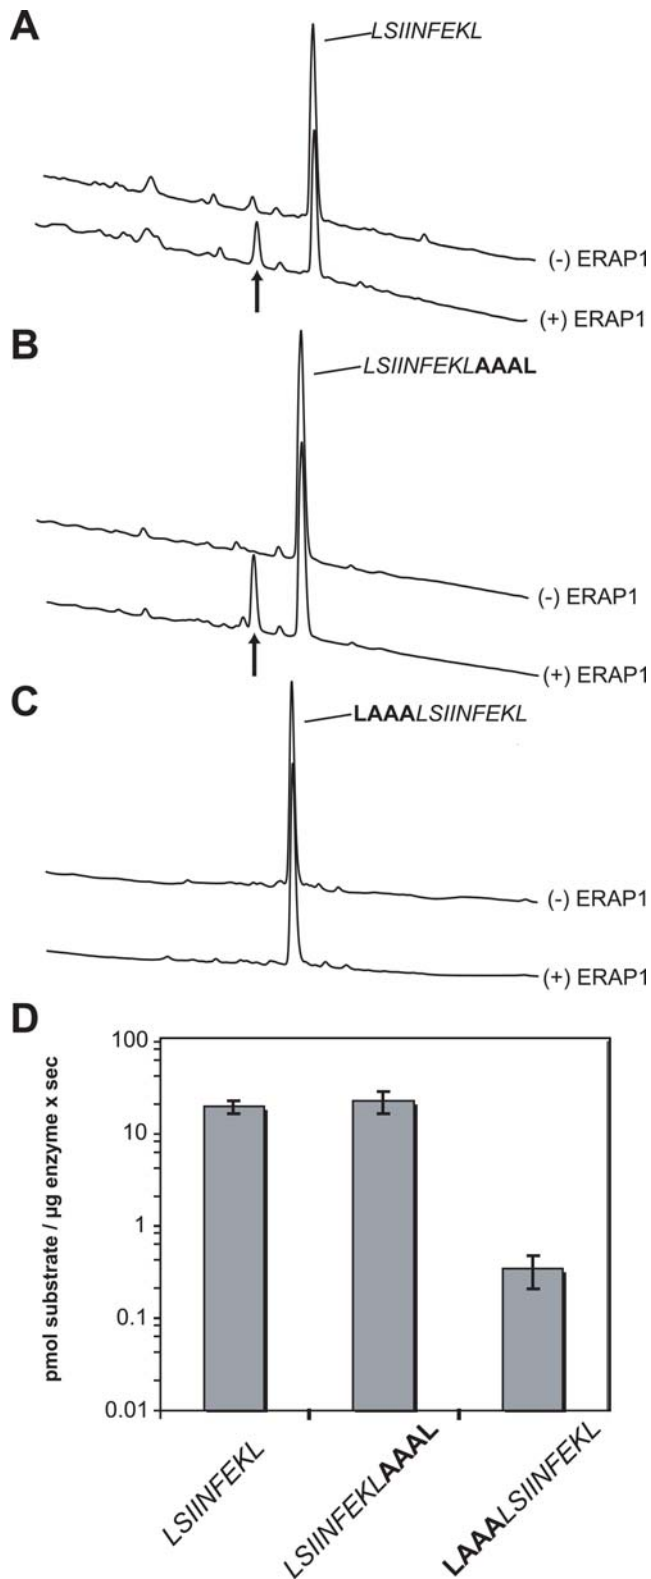 A
LSIINFEKL
(-) ERAP1
(+) ERAP1
B
LSIINFEKLAAAL
(-) ERAP1
(+) ERAP1
C
LAAALSIINFEKL
(-) ERAP1
(+) ERAP1
D
pmol substrate / µg enzyme x sec
100
10
1
0.1
0.01
LSIINFEKL
LSIINFEKLAAAL
LAAALSIINFEKL